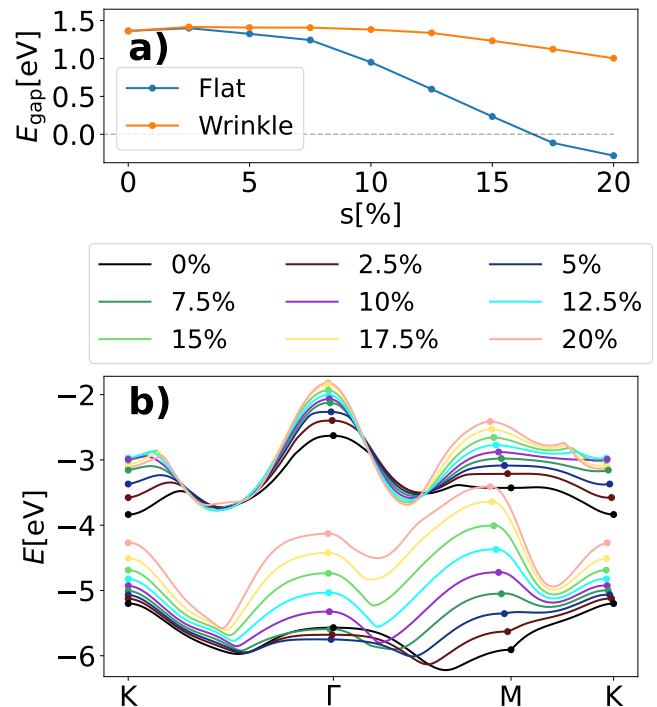 1.5
1.0
0.5
0.0
E_gap[eV]
a)
Flat
Wrinkle
0 5 10 15 20
s[%]
0% 2.5% 5%
7.5% 10% 12.5%
15% 17.5% 20%
b)
−2
−3
−4
−5
−6
E[eV]
K Γ M K